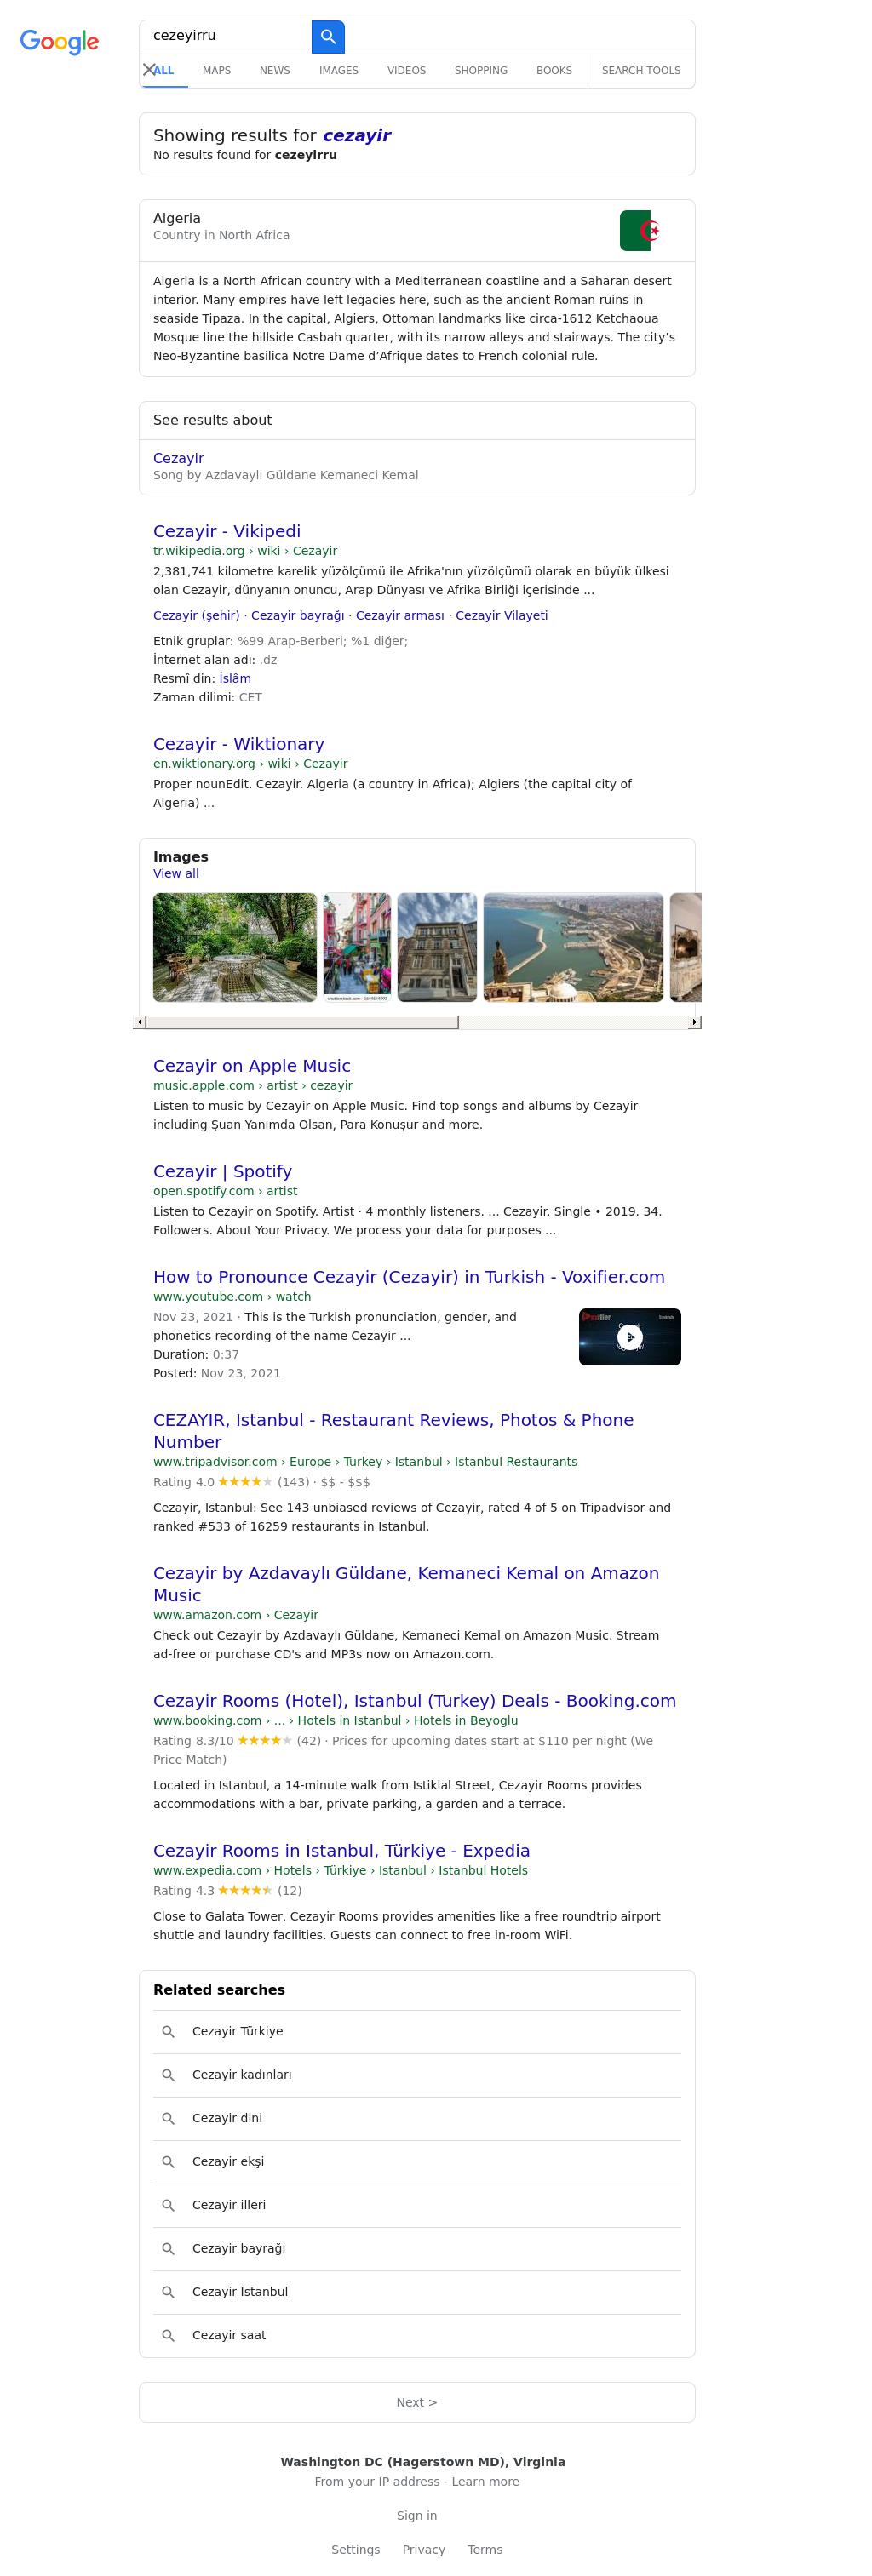 Google
cezeyirru
ALL MAPS NEWS IMAGES VIDEOS SHOPPING BOOKS SEARCH TOOLS
Showing results for cezayir
No results found for cezeyirru
Algeria
Country in North Africa
Algeria is a North African country with a Mediterranean coastline and a Saharan desert
interior. Many empires have left legacies here, such as the ancient Roman ruins in
seaside Tipaza. In the capital, Algiers, Ottoman landmarks like circa-1612 Ketchaoua
Mosque line the hillside Casbah quarter, with its narrow alleys and stairways. The city’s
Neo-Byzantine basilica Notre Dame d’Afrique dates to French colonial rule.
See results about
Cezayir
Song by Azdavaylı Güldane Kemaneci Kemal
Cezayir - Vikipedi
tr.wikipedia.org › wiki › Cezayir
2,381,741 kilometre karelik yüzölçümü ile Afrika'nın yüzölçümü olarak en büyük ülkesi
olan Cezayir, dünyanın onuncu, Arap Dünyası ve Afrika Birliği içerisinde ...
Cezayir (şehir) · Cezayir bayrağı · Cezayir arması · Cezayir Vilayeti
Etnik gruplar: %99 Arap-Berberi; %1 diğer;
İnternet alan adı: .dz
Resmî din: İslâm
Zaman dilimi: CET
Cezayir - Wiktionary
en.wiktionary.org › wiki › Cezayir
Proper nounEdit. Cezayir. Algeria (a country in Africa); Algiers (the capital city of
Algeria) ...
Images
View all
Cezayir on Apple Music
music.apple.com › artist › cezayir
Listen to music by Cezayir on Apple Music. Find top songs and albums by Cezayir
including Şuan Yanımda Olsan, Para Konuşur and more.
Cezayir | Spotify
open.spotify.com › artist
Listen to Cezayir on Spotify. Artist · 4 monthly listeners. ... Cezayir. Single • 2019. 34.
Followers. About Your Privacy. We process your data for purposes ...
How to Pronounce Cezayir (Cezayir) in Turkish - Voxifier.com
www.youtube.com › watch
Nov 23, 2021 · This is the Turkish pronunciation, gender, and
phonetics recording of the name Cezayir ...
Duration: 0:37
Posted: Nov 23, 2021
CEZAYIR, Istanbul - Restaurant Reviews, Photos & Phone
Number
www.tripadvisor.com › Europe › Turkey › Istanbul › Istanbul Restaurants
Rating 4.0 (143) · $$ - $$$
Cezayir, Istanbul: See 143 unbiased reviews of Cezayir, rated 4 of 5 on Tripadvisor and
ranked #533 of 16259 restaurants in Istanbul.
Cezayir by Azdavaylı Güldane, Kemaneci Kemal on Amazon
Music
www.amazon.com › Cezayir
Check out Cezayir by Azdavaylı Güldane, Kemaneci Kemal on Amazon Music. Stream
ad-free or purchase CD's and MP3s now on Amazon.com.
Cezayir Rooms (Hotel), Istanbul (Turkey) Deals - Booking.com
www.booking.com › ... › Hotels in Istanbul › Hotels in Beyoglu
Rating 8.3/10 (42) · Prices for upcoming dates start at $110 per night (We
Price Match)
Located in Istanbul, a 14-minute walk from Istiklal Street, Cezayir Rooms provides
accommodations with a bar, private parking, a garden and a terrace.
Cezayir Rooms in Istanbul, Türkiye - Expedia
www.expedia.com › Hotels › Türkiye › Istanbul › Istanbul Hotels
Rating 4.3 (12)
Close to Galata Tower, Cezayir Rooms provides amenities like a free roundtrip airport
shuttle and laundry facilities. Guests can connect to free in-room WiFi.
Related searches
Cezayir Türkiye
Cezayir kadınları
Cezayir dini
Cezayir ekşi
Cezayir illeri
Cezayir bayrağı
Cezayir Istanbul
Cezayir saat
Next >
Washington DC (Hagerstown MD), Virginia
From your IP address - Learn more
Sign in
Settings Privacy Terms